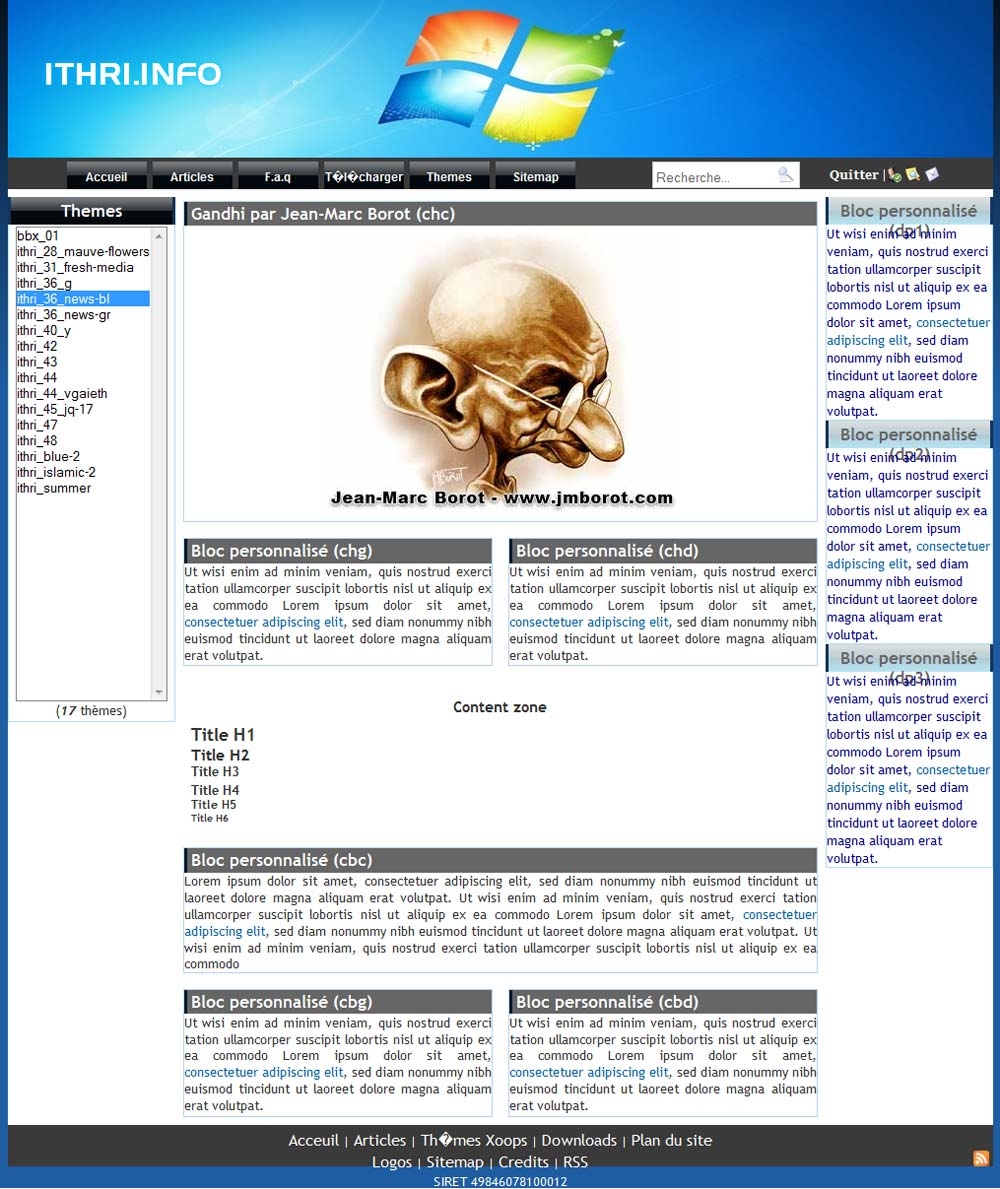 ITHRI.INFO
Accueil
Articles
F.a.q
T�l�charger
Themes
Sitemap
Recherche...
Quitter |
Themes
bbx_01
ithri_28_mauve-flowers
ithri_31_fresh-media
ithri_36_g
ithri_36_news-bl
ithri_36_news-gr
ithri_40_y
ithri_42
ithri_43
ithri_44
ithri_44_vgaieth
ithri_45_jq-17
ithri_47
ithri_48
ithri_blue-2
ithri_islamic-2
ithri_summer
(17 thèmes)
Gandhi par Jean-Marc Borot (chc)
JMBorot
Jean-Marc Borot - www.jmborot.com
Bloc personnalisé (chg)
Ut wisi enim ad minim veniam, quis nostrud exerci
tation ullamcorper suscipit lobortis nisl ut aliquip ex
ea commodo Lorem ipsum dolor sit amet,
consectetuer adipiscing elit, sed diam nonummy nibh
euismod tincidunt ut laoreet dolore magna aliquam
erat volutpat.
Bloc personnalisé (chd)
Ut wisi enim ad minim veniam, quis nostrud exerci
tation ullamcorper suscipit lobortis nisl ut aliquip ex
ea commodo Lorem ipsum dolor sit amet,
consectetuer adipiscing elit, sed diam nonummy nibh
euismod tincidunt ut laoreet dolore magna aliquam
erat volutpat.
Content zone
Title H1
Title H2
Title H3
Title H4
Title H5
Title H6
Bloc personnalisé (cbc)
Lorem ipsum dolor sit amet, consectetuer adipiscing elit, sed diam nonummy nibh euismod tincidunt ut
laoreet dolore magna aliquam erat volutpat. Ut wisi enim ad minim veniam, quis nostrud exerci tation
ullamcorper suscipit lobortis nisl ut aliquip ex ea commodo Lorem ipsum dolor sit amet, consectetuer
adipiscing elit, sed diam nonummy nibh euismod tincidunt ut laoreet dolore magna aliquam erat volutpat. Ut
wisi enim ad minim veniam, quis nostrud exerci tation ullamcorper suscipit lobortis nisl ut aliquip ex ea
commodo
Bloc personnalisé (cbg)
Ut wisi enim ad minim veniam, quis nostrud exerci
tation ullamcorper suscipit lobortis nisl ut aliquip ex
ea commodo Lorem ipsum dolor sit amet,
consectetuer adipiscing elit, sed diam nonummy nibh
euismod tincidunt ut laoreet dolore magna aliquam
erat volutpat.
Bloc personnalisé (cbd)
Ut wisi enim ad minim veniam, quis nostrud exerci
tation ullamcorper suscipit lobortis nisl ut aliquip ex
ea commodo Lorem ipsum dolor sit amet,
consectetuer adipiscing elit, sed diam nonummy nibh
euismod tincidunt ut laoreet dolore magna aliquam
erat volutpat.
Bloc personnalisé
(dp1)
Ut wisi enim ad minim
veniam, quis nostrud exerci
tation ullamcorper suscipit
lobortis nisl ut aliquip ex ea
commodo Lorem ipsum
dolor sit amet, consectetuer
adipiscing elit, sed diam
nonummy nibh euismod
tincidunt ut laoreet dolore
magna aliquam erat
volutpat.
Bloc personnalisé
(dp2)
Ut wisi enim ad minim
veniam, quis nostrud exerci
tation ullamcorper suscipit
lobortis nisl ut aliquip ex ea
commodo Lorem ipsum
dolor sit amet, consectetuer
adipiscing elit, sed diam
nonummy nibh euismod
tincidunt ut laoreet dolore
magna aliquam erat
volutpat.
Bloc personnalisé
(dp3)
Ut wisi enim ad minim
veniam, quis nostrud exerci
tation ullamcorper suscipit
lobortis nisl ut aliquip ex ea
commodo Lorem ipsum
dolor sit amet, consectetuer
adipiscing elit, sed diam
nonummy nibh euismod
tincidunt ut laoreet dolore
magna aliquam erat
volutpat.
Acceuil | Articles | Th�mes Xoops | Downloads | Plan du site
Logos | Sitemap | Credits | RSS
SIRET 49846078100012